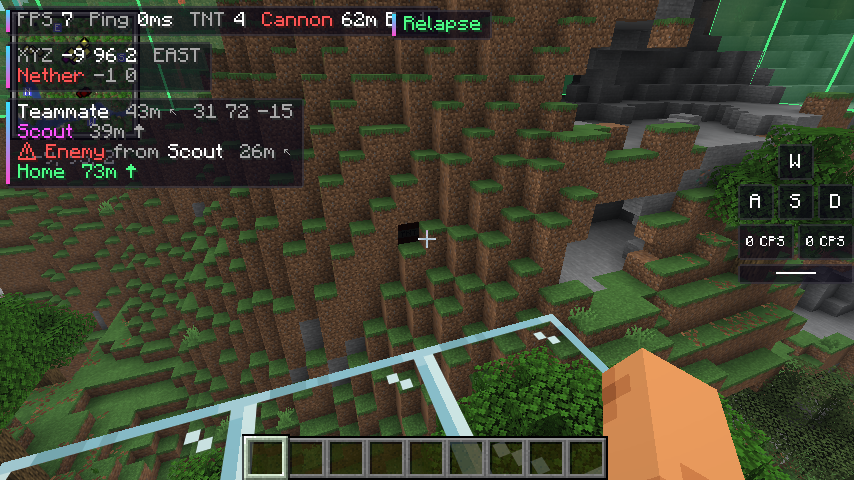 FPS 7 Ping 0ms TNT 4 Cannon 62m E
Relapse
XYZ -9 96 2 EAST
Nether -1 0
Teammate 43m ↖ 31 72 -15
Scout 39m ↑
⚠ Enemy from Scout 26m ↖
Home 73m ↑
W
A S D
0 CPS 0 CPS